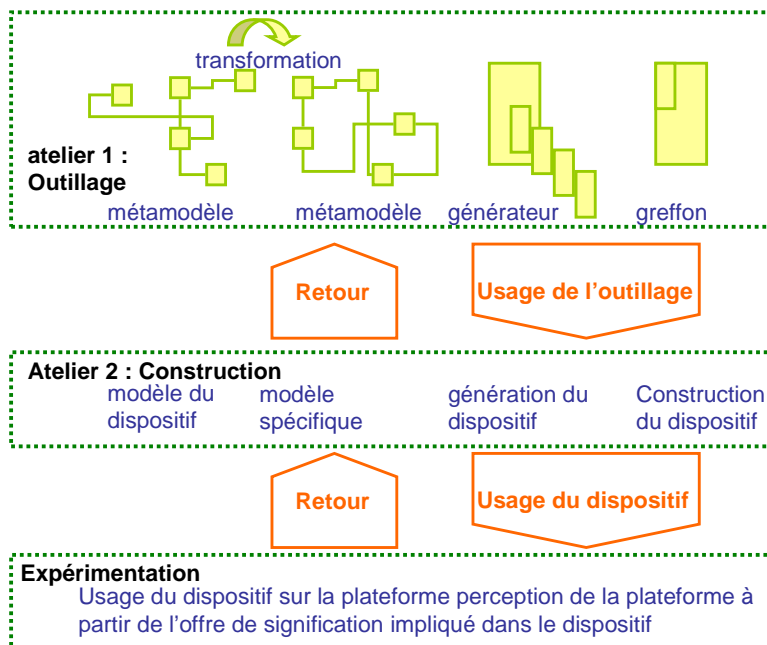 transformation
atelier 1 :
Outillage
métamodèle
métamodèle
générateur
greffon
Retour
Usage de l'outillage
Atelier 2 : Construction
modèle du
dispositif
modèle
spécifique
génération du
dispositif
Construction
du dispositif
Retour
Usage du dispositif
Expérimentation
Usage du dispositif sur la plateforme perception de la plateforme à
partir de l'offre de signification impliqué dans le dispositif